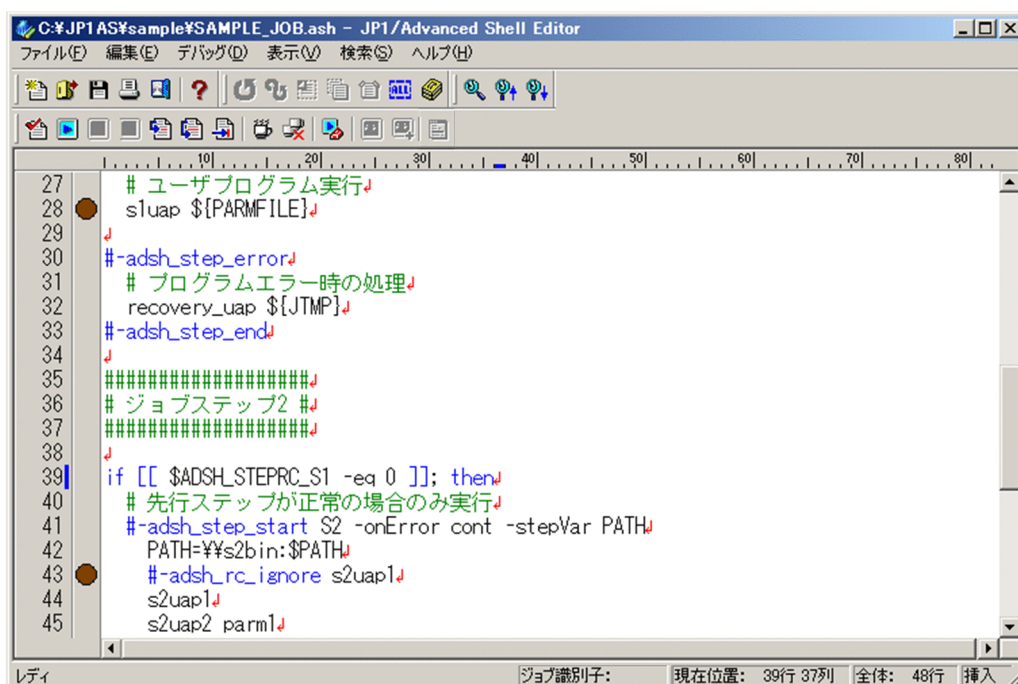 C:¥JP1AS¥sample¥SAMPLE_JOB.ash - JP1/Advanced Shell Editor
ファイル(F) 編集(E) デバッグ(D) 表示(V) 検索(S) ヘルプ(H)
ALL
10 20 30 40 50 60 70 80
27 # ユーザプログラム実行↲
28 s1uap ${PARMFILE}↲
29 ↲
30 #-adsh_step_error↲
31 # プログラムエラー時の処理↲
32 recovery_uap ${JTMP}↲
33 #-adsh_step_end↲
34 ↲
35 ###################↲
36 # ジョブステップ2 #↲
37 ###################↲
38 ↲
39 if [[ $ADSH_STEPRC_S1 -eq 0 ]]; then↲
40 # 先行ステップが正常の場合のみ実行↲
41 #-adsh_step_start S2 -onError cont -stepVar PATH↲
42 PATH=¥¥s2bin:$PATH↲
43 #-adsh_rc_ignore s2uap1↲
44 s2uap1↲
45 s2uap2 parm1↲
レディ ジョブ識別子: 現在位置: 39行 37列 全体: 48行 挿入